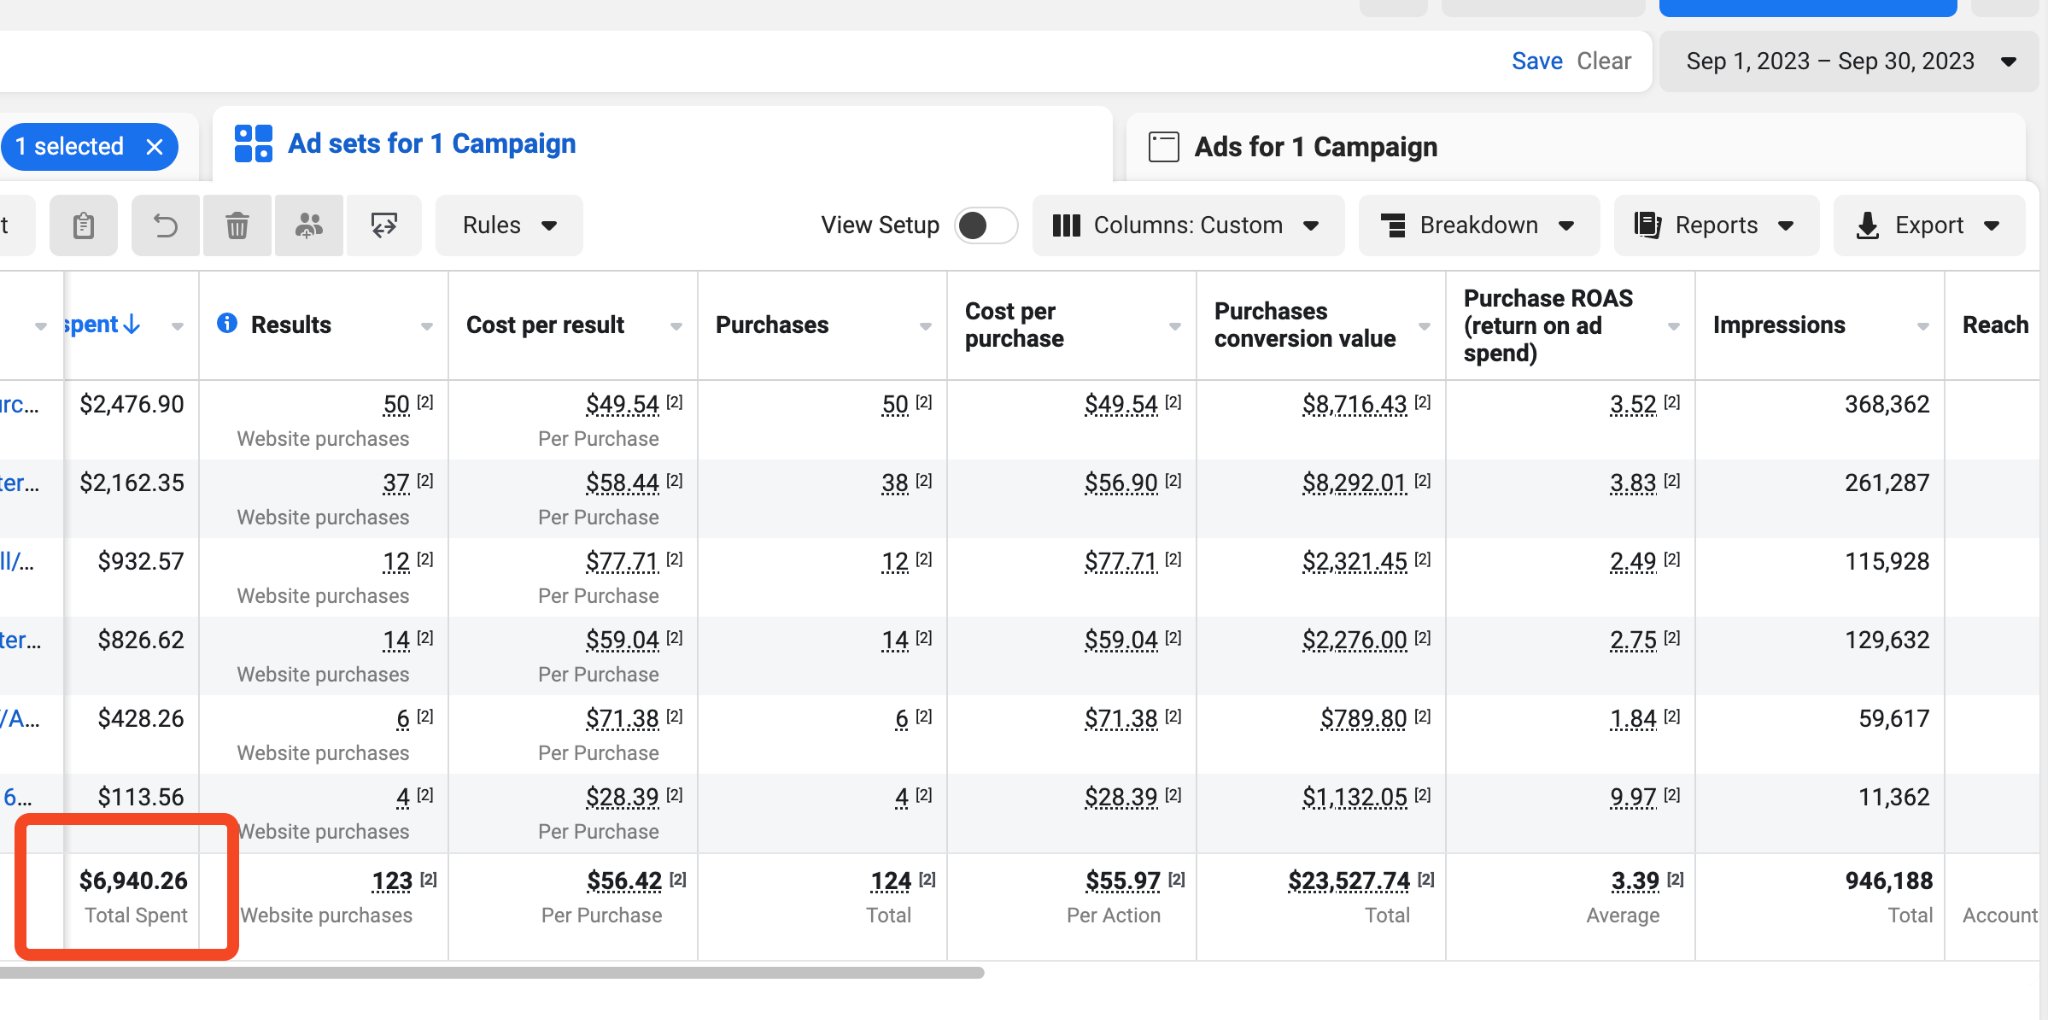 Save Clear Sep 1, 2023 – Sep 30, 2023
1 selected Ad sets for 1 Campaign Ads for 1 Campaign
t Rules View Setup Columns: Custom Breakdown Reports Export
spent Results Cost per result Purchases Cost per purchase Purchases conversion value Purchase ROAS (return on ad spend) Impressions Reach
urc... $2,476.90 50 [2] $49.54 [2] 50 [2] $49.54 [2] $8,716.43 [2] 3.52 [2] 368,362
Website purchases Per Purchase
ter... $2,162.35 37 [2] $58.44 [2] 38 [2] $56.90 [2] $8,292.01 [2] 3.83 [2] 261,287
Website purchases Per Purchase
ll/... $932.57 12 [2] $77.71 [2] 12 [2] $77.71 [2] $2,321.45 [2] 2.49 [2] 115,928
Website purchases Per Purchase
ter... $826.62 14 [2] $59.04 [2] 14 [2] $59.04 [2] $2,276.00 [2] 2.75 [2] 129,632
Website purchases Per Purchase
/A... $428.26 6 [2] $71.38 [2] 6 [2] $71.38 [2] $789.80 [2] 1.84 [2] 59,617
Website purchases Per Purchase
6... $113.56 4 [2] $28.39 [2] 4 [2] $28.39 [2] $1,132.05 [2] 9.97 [2] 11,362
Website purchases Per Purchase
$6,940.26 123 [2] $56.42 [2] 124 [2] $55.97 [2] $23,527.74 [2] 3.39 [2] 946,188
Total Spent Website purchases Per Purchase Total Per Action Total Average Total Account